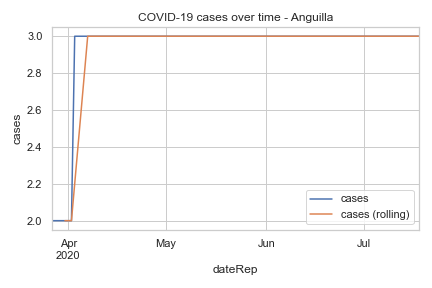 COVID-19 cases over time - Anguilla
3.0
2.8
2.6
2.4
2.2
2.0
cases
cases
cases (rolling)
Apr
2020
May
Jun
Jul
dateRep